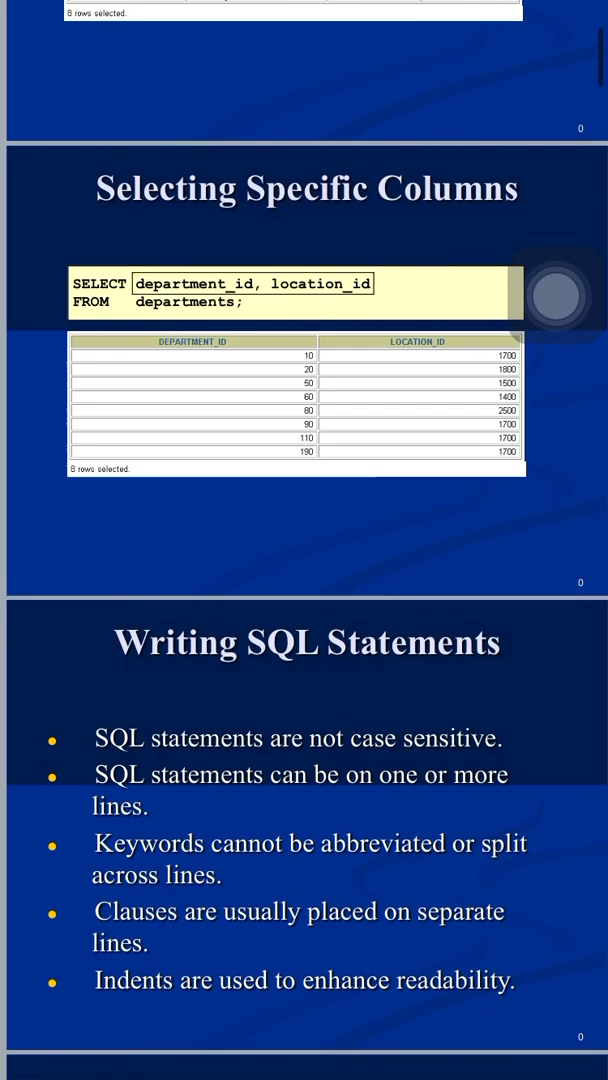 8 rows selected.
0
Selecting Specific Columns
SELECT department_id, location_id
FROM departments;
DEPARTMENT_ID LOCATION_ID
10 1700
20 1800
50 1500
60 1400
80 2500
90 1700
110 1700
190 1700
8 rows selected.
0
Writing SQL Statements
• SQL statements are not case sensitive.
• SQL statements can be on one or more
lines.
• Keywords cannot be abbreviated or split
across lines.
• Clauses are usually placed on separate
lines.
• Indents are used to enhance readability.
0